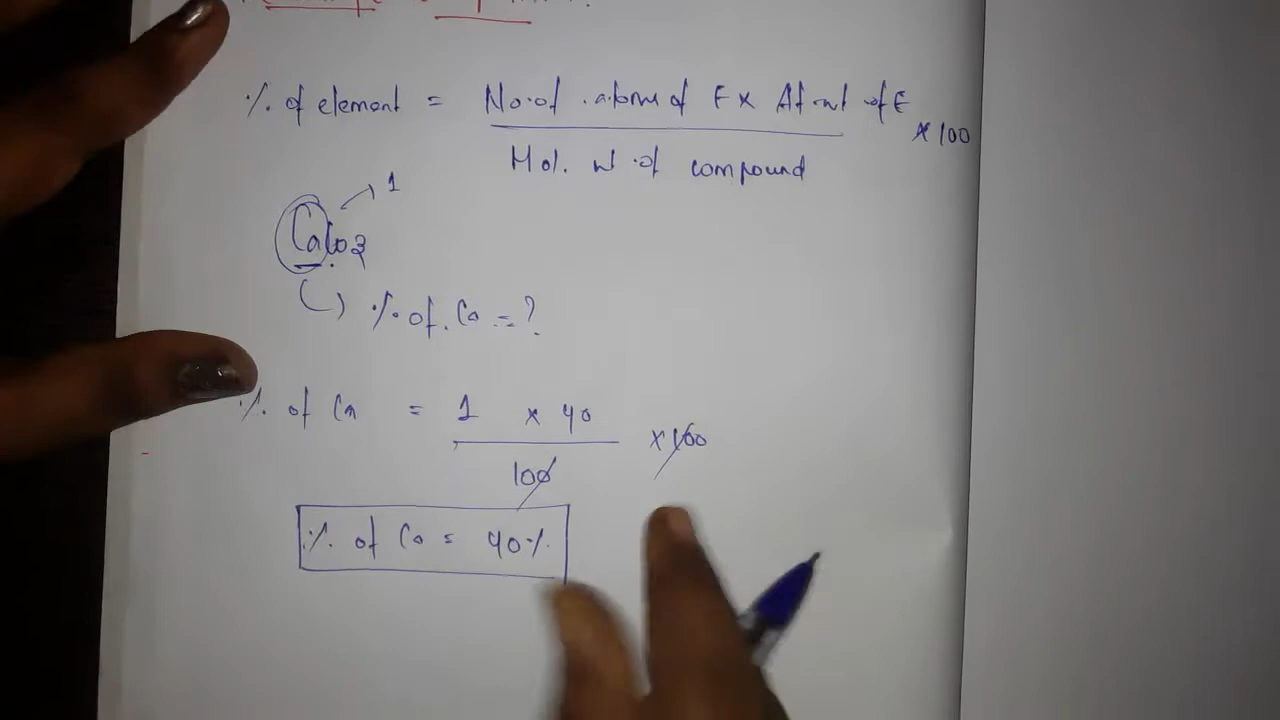 % of element = No. of . atoms of E x At wt of E x 100
Mol. W. of compound
1
CaCo3
( ) % of. Ca = ?
% of Ca = 1 x 40 x 100
100
% of Ca = 40%